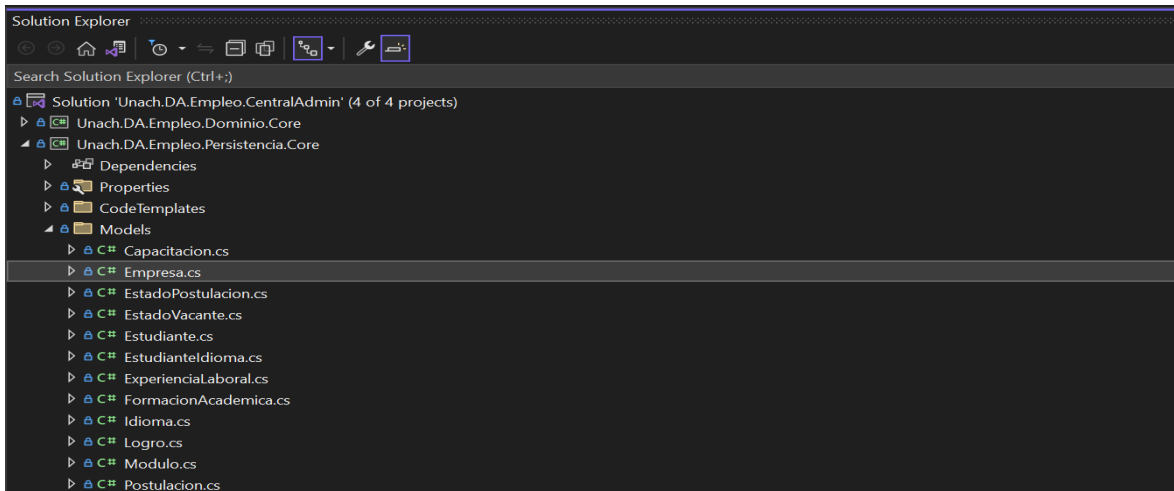 Solution Explorer
Search Solution Explorer (Ctrl+;)
Solution 'Unach.DA.Empleo.CentralAdmin' (4 of 4 projects)
C# Unach.DA.Empleo.Dominio.Core
C# Unach.DA.Empleo.Persistencia.Core
Dependencies
Properties
CodeTemplates
Models
C# Capacitacion.cs
C# Empresa.cs
C# EstadoPostulacion.cs
C# EstadoVacante.cs
C# Estudiante.cs
C# EstudianteIdioma.cs
C# ExperienciaLaboral.cs
C# FormacionAcademica.cs
C# Idioma.cs
C# Logro.cs
C# Modulo.cs
C# Postulacion.cs